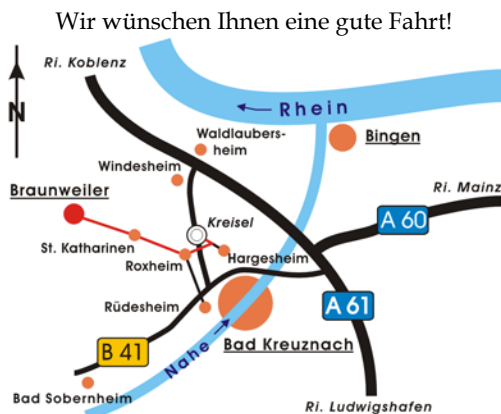 Wir wünschen Ihnen eine gute Fahrt!
Ri. Koblenz
N
Rhein
Waldlaubers-
heim
Bingen
Windesheim
Braunweiler
Ri. Mainz
A 60
Kreisel
St. Katharinen
Roxheim
Hargesheim
Rüdesheim
A 61
B 41
Nahe
Bad Kreuznach
Bad Sobernheim
Ri. Ludwigshafen